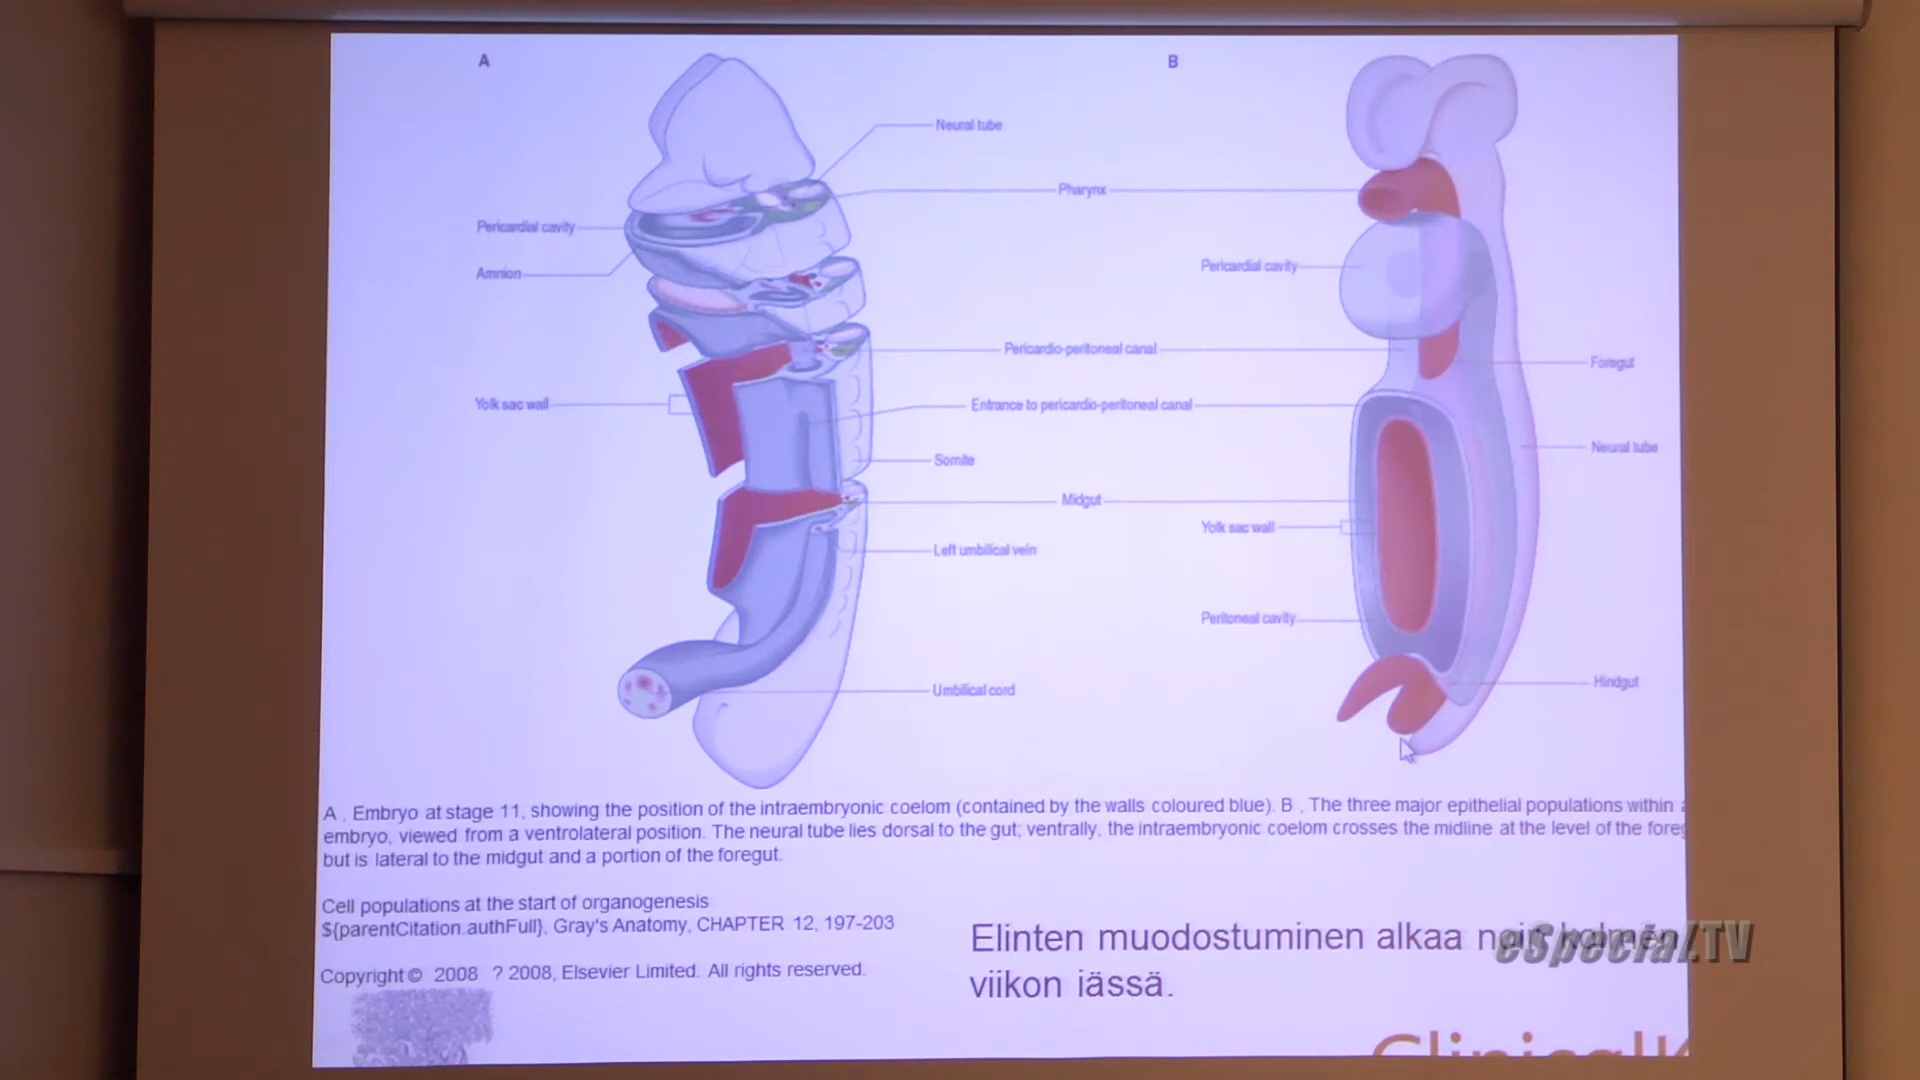 A
B
Neural tube
Pharynx
Pericardial cavity
Amnion
Pericardial cavity
Pericardio-peritoneal canal
Foregut
Yolk sac wall
Entrance to pericardio-peritoneal canal
Neural tube
Somite
Midgut
Yolk sac wall
Left umbilical vein
Peritoneal cavity
Hindgut
Umbilical cord
A , Embryo at stage 11, showing the position of the intraembryonic coelom (contained by the walls coloured blue). B , The three major epithelial populations within
embryo, viewed from a ventrolateral position. The neural tube lies dorsal to the gut; ventrally, the intraembryonic coelom crosses the midline at the level of the
but is lateral to the midgut and a portion of the foregut.
Cell populations at the start of organogenesis
${parentCitation.authFull}, Gray's Anatomy, CHAPTER 12, 197-203
Copyright © 2008 ? 2008, Elsevier Limited. All rights reserved.
Elinten muodostuminen alkaa noin kolmen
viikon iässä.
eSpecial.TV